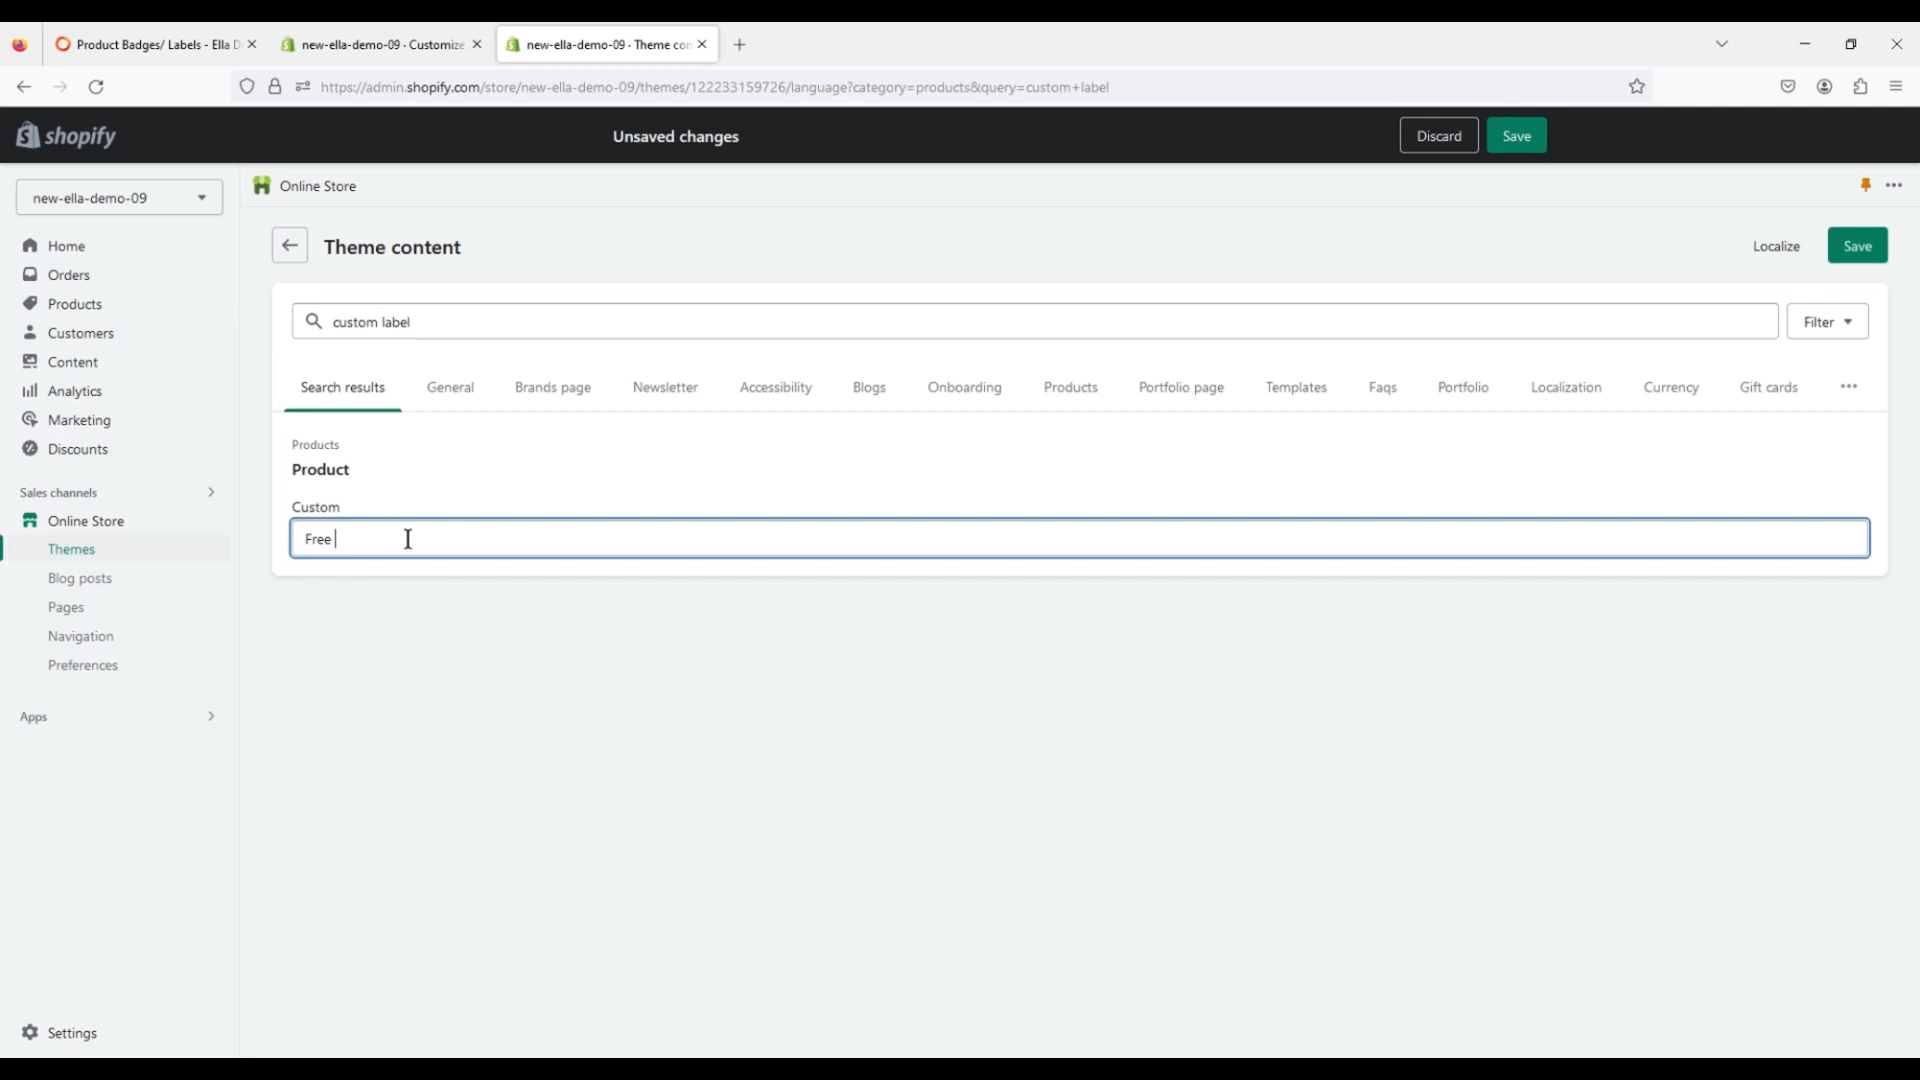 Product Badges/ Labels - Ella D
new-ella-demo-09 · Customize
new-ella-demo-09 · Theme con
https://admin.shopify.com/store/new-ella-demo-09/themes/122233159726/language?category=products&query=custom+label
shopify
Unsaved changes
Discard
Save
new-ella-demo-09
Online Store
Home
Orders
Products
Customers
Content
Analytics
Marketing
Discounts
Sales channels
Online Store
Themes
Blog posts
Pages
Navigation
Preferences
Apps
Settings
Theme content
Localize
Save
custom label
Filter
Search results
General
Brands page
Newsletter
Accessibility
Blogs
Onboarding
Products
Portfolio page
Templates
Faqs
Portfolio
Localization
Currency
Gift cards
Products
Product
Custom
Free